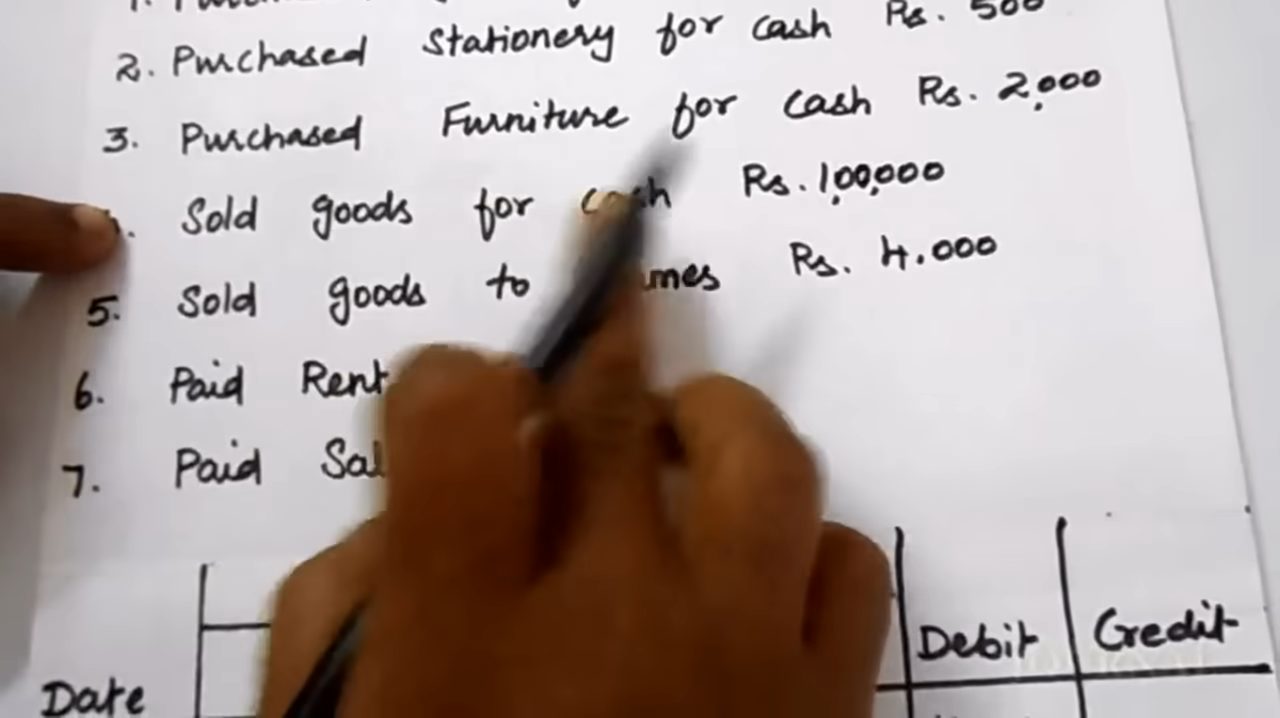 2. Purchased Stationery for cash Rs. 500
3. Purchased Furniture for cash Rs. 2,000
Sold goods for cash Rs. 1,00,000
5. Sold goods to Rs. 4,000
6. Paid Rent
7. Paid
Debit Credit
Date